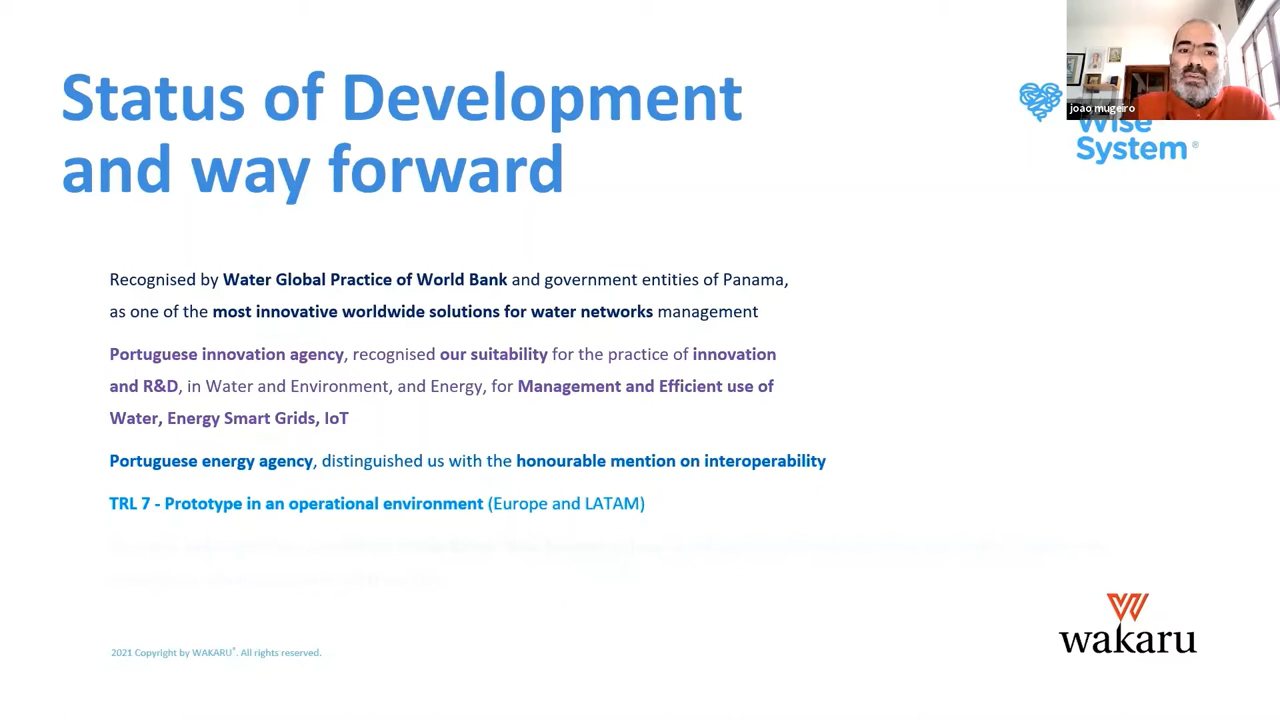 Status of Development
and way forward
joao mugeiro
Wise
System®
Recognised by Water Global Practice of World Bank and government entities of Panama,
as one of the most innovative worldwide solutions for water networks management
Portuguese innovation agency, recognised our suitability for the practice of innovation
and R&D, in Water and Environment, and Energy, for Management and Efficient use of
Water, Energy Smart Grids, IoT
Portuguese energy agency, distinguished us with the honourable mention on interoperability
TRL 7 - Prototype in an operational environment (Europe and LATAM)
2021 Copyright by WAKARU®. All rights reserved.
wakaru